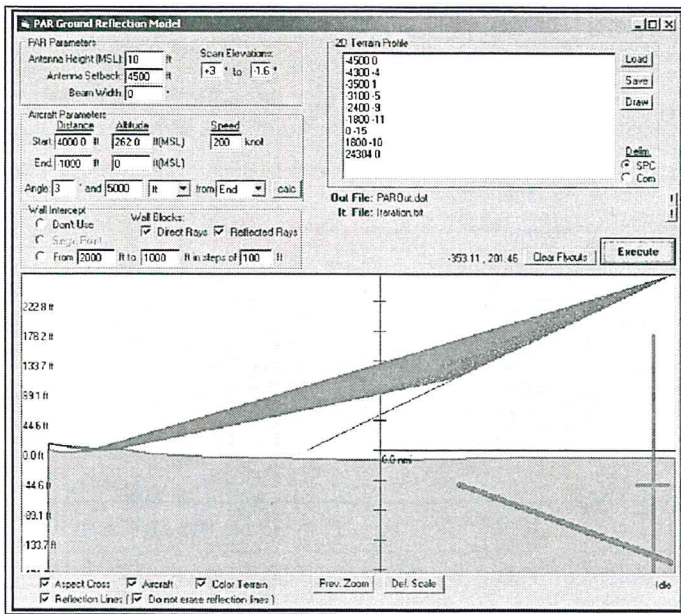 PAR Ground Reflection Model
PAR Parameters
Antenna Height (MSL): 10 ft
Antenna Setback: 4500 ft
Beam Width: 0 °
Scan Elevations:
+3 ° to -1.6 °
Aircraft Parameters
Distance Altitude Speed
Start: 4000.0 ft 262.0 ft(MSL) 200 knot
End: -1000 ft 0 ft(MSL)
Angle 3 ° and 5000 ft from End calc
Wall Intercept
Don't Use
Single Point
From 2000 ft to 1000 ft in steps of 100 ft
Wall Blocks:
Direct Rays Reflected Rays
2D Terrain Profile
-4500 0
-4300 -4
-3500 1
-3100 -5
-2400 -9
-1800 -11
0 -15
1800 -10
24304 0
Load
Save
Draw
Delim.
SPC
Com
Out File: PAROut.dat !
It. File: Iteration.txt !
-353.11 , 201.46 Clear Flyouts Execute
222.8 ft
178.2 ft
133.7 ft
89.1 ft
44.6 ft
0.0 ft
0.0 nmi
-44.6 ft
-89.1 ft
-133.7 ft
Aspect Cross Aircraft Color Terrain Prev. Zoom Def. Scale Idle
Reflection Lines ( Do not erase reflection lines )